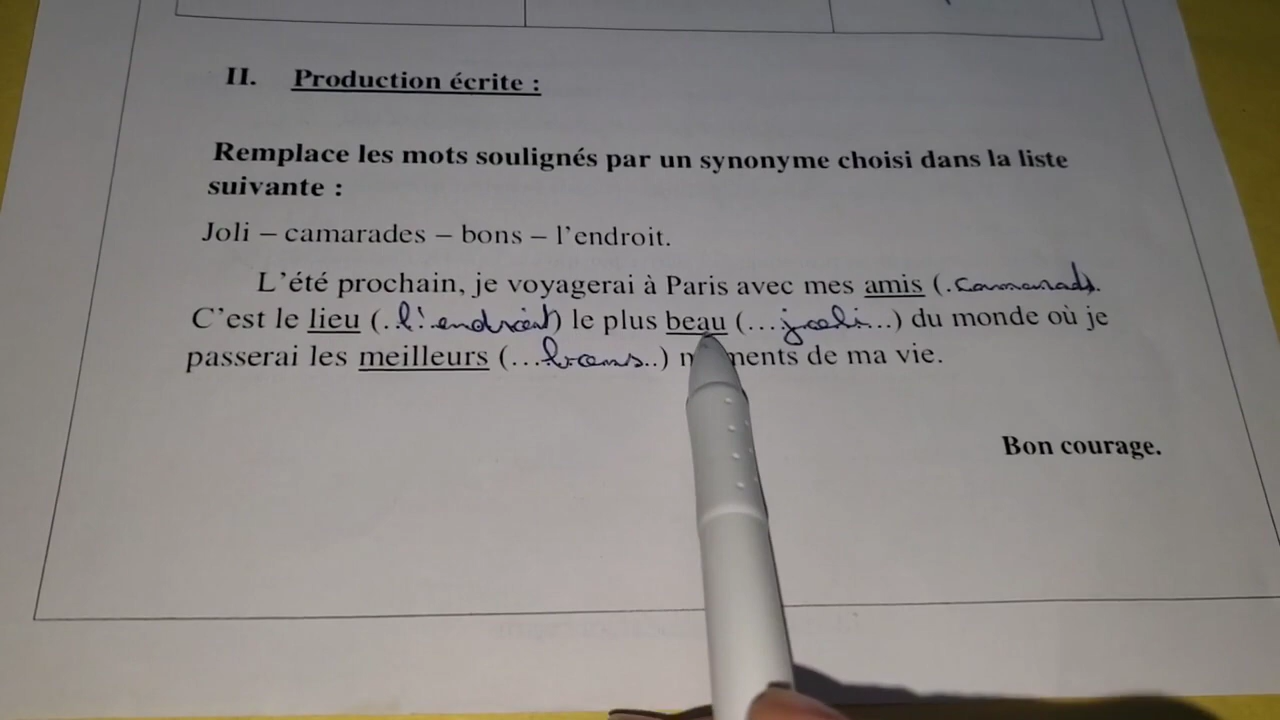 II. Production écrite :
Remplace les mots soulignés par un synonyme choisi dans la liste
suivante :
Joli – camarades – bons – l'endroit.
L'été prochain, je voyagerai à Paris avec mes amis (.camarads.
C'est le lieu (..l'endroit) le plus beau (...joli...) du monde où je
passerai les meilleurs (...bons..) ments de ma vie.
Bon courage.